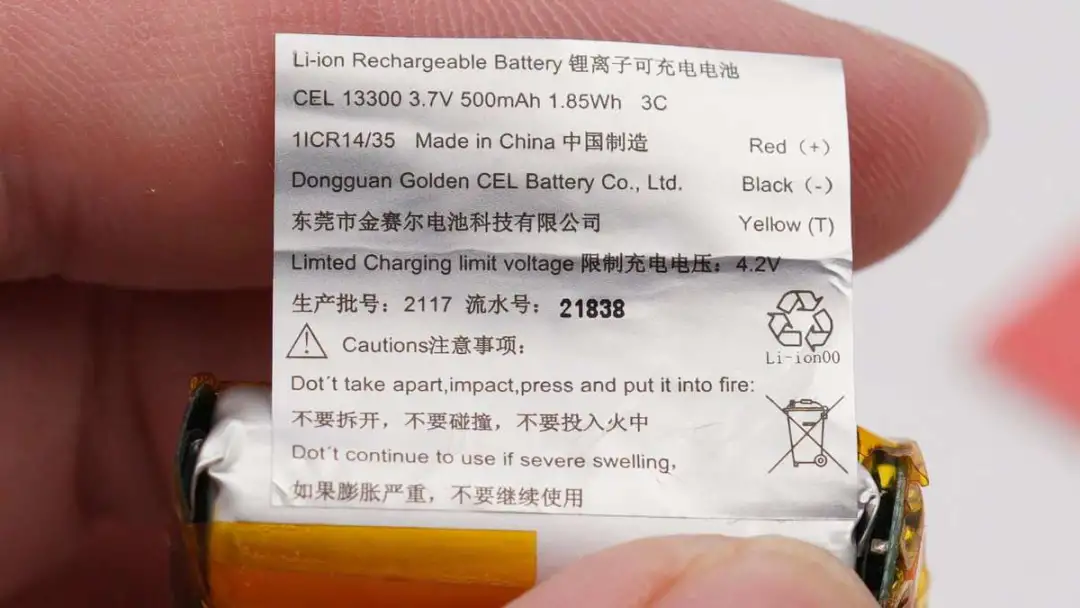 Li-ion Rechargeable Battery 锂离子可充电电池
CEL 13300 3.7V 500mAh 1.85Wh 3C
1ICR14/35 Made in China 中国制造
Red (+)
Dongguan Golden CEL Battery Co., Ltd.
Black (-)
东莞市金赛尔电池科技有限公司
Yellow (T)
Limted Charging limit voltage 限制充电电压：4.2V
生产批号：2117 流水号：21838
Li-ion00
Cautions注意事项：
Dot´t take apart,impact,press and put it into fire:
不要拆开，不要碰撞，不要投入火中
Dot´t continue to use if severe swelling,
如果膨胀严重，不要继续使用